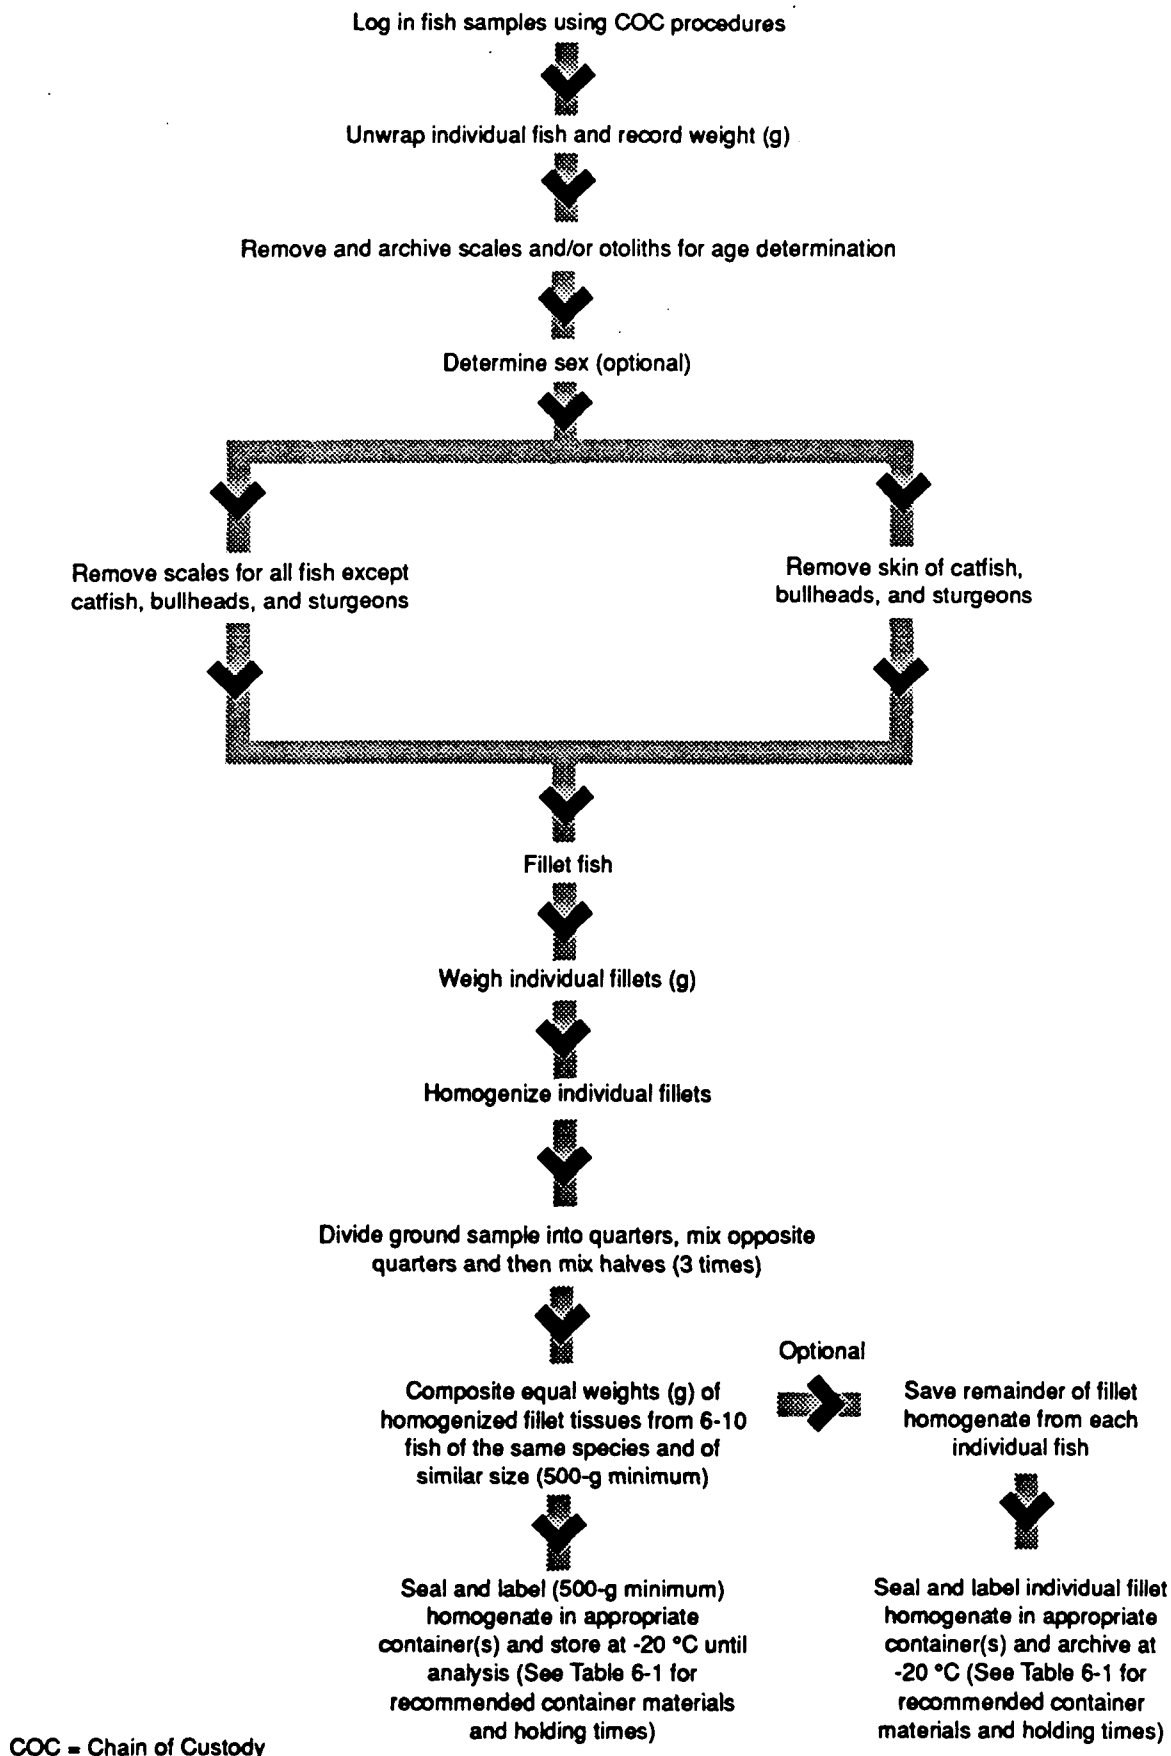 Log in fish samples using COC procedures
Unwrap individual fish and record weight (g)
Remove and archive scales and/or otoliths for age determination
Determine sex (optional)
Remove scales for all fish except
catfish, bullheads, and sturgeons
Remove skin of catfish,
bullheads, and sturgeons
Fillet fish
Weigh individual fillets (g)
Homogenize individual fillets
Divide ground sample into quarters, mix opposite
quarters and then mix halves (3 times)
Optional
Composite equal weights (g) of
homogenized fillet tissues from 6-10
fish of the same species and of
similar size (500-g minimum)
Save remainder of fillet
homogenate from each
individual fish
Seal and label (500-g minimum)
homogenate in appropriate
container(s) and store at -20 °C until
analysis (See Table 6-1 for
recommended container materials
and holding times)
Seal and label individual fillet
homogenate in appropriate
container(s) and archive at
-20 °C (See Table 6-1 for
recommended container
materials and holding times)
COC = Chain of Custody